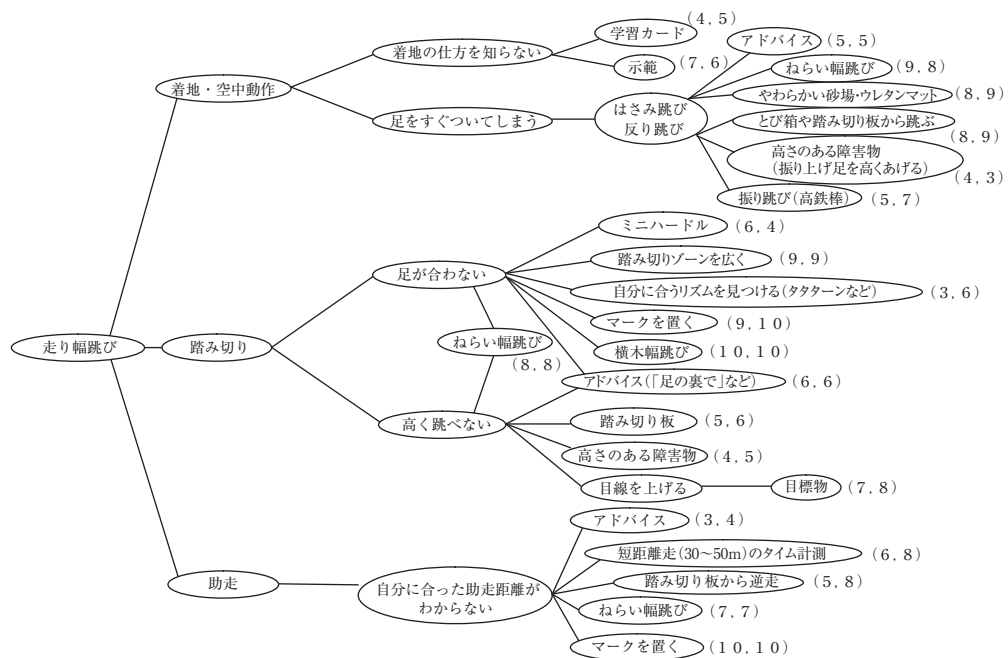 学習カード
(4,5)
着地の仕方を知らない
示範
(7,6)
着地・空中動作
足をすぐついてしまう
はさみ跳び
反り跳び
アドバイス
(5,5)
ねらい幅跳び
(9,8)
やわらかい砂場・ウレタンマット
(8,9)
とび箱や踏み切り板から跳ぶ
(8,9)
高さのある障害物
(振り上げ足を高くあげる)
(4,3)
振り跳び(高鉄棒)
(5,7)
ミニハードル
(6,4)
足が合わない
踏み切りゾーンを広く
(9,9)
自分に合うリズムを見つける(タタターンなど)
(3,6)
マークを置く
(9,10)
走り幅跳び
踏み切り
ねらい幅跳び
(8,8)
横木幅跳び
(10,10)
アドバイス(「足の裏で」など)
(6,6)
高く跳べない
踏み切り板
(5,6)
高さのある障害物
(4,5)
目線を上げる
目標物
(7,8)
アドバイス
(3,4)
短距離走(30~50m)のタイム計測
(6,8)
助走
自分に合った助走距離が
わからない
踏み切り板から逆走
(5,8)
ねらい幅跳び
(7,7)
マークを置く
(10,10)